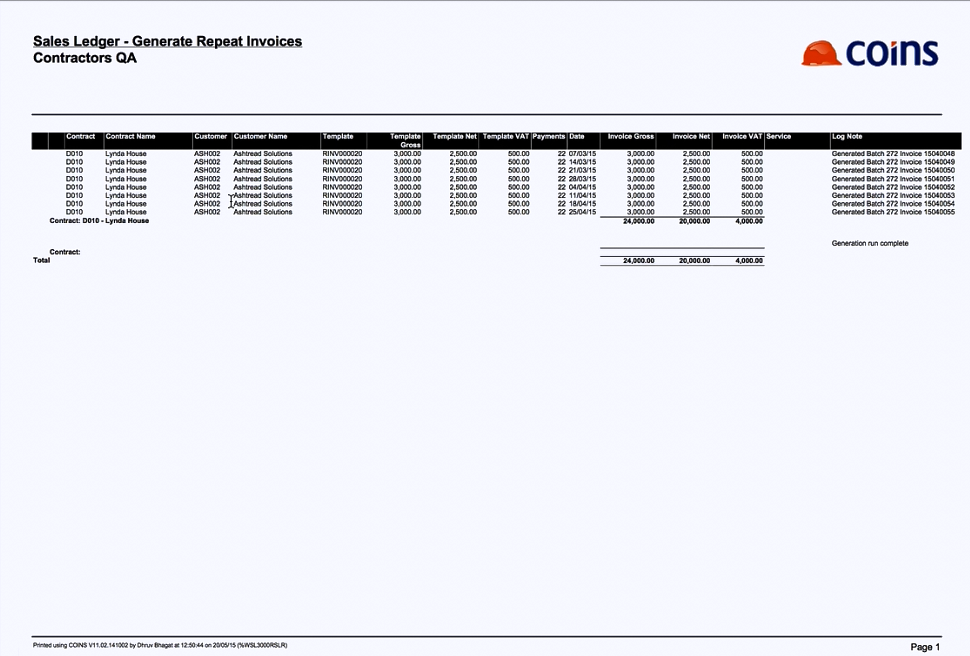 Sales Ledger - Generate Repeat Invoices
Contractors QA
COINS
Contract Contract Name Customer Customer Name Template Template Gross Template Net Template VAT Payments Date Invoice Gross Invoice Net Invoice VAT Service Log Note
D010 Lynda House ASH002 Ashtread Solutions RINV000020 3,000.00 2,500.00 500.00 22 07/03/15 3,000.00 2,500.00 500.00 Generated Batch 272 Invoice 15040048
D010 Lynda House ASH002 Ashtread Solutions RINV000020 3,000.00 2,500.00 500.00 22 14/03/15 3,000.00 2,500.00 500.00 Generated Batch 272 Invoice 15040049
D010 Lynda House ASH002 Ashtread Solutions RINV000020 3,000.00 2,500.00 500.00 22 21/03/15 3,000.00 2,500.00 500.00 Generated Batch 272 Invoice 15040050
D010 Lynda House ASH002 Ashtread Solutions RINV000020 3,000.00 2,500.00 500.00 22 28/03/15 3,000.00 2,500.00 500.00 Generated Batch 272 Invoice 15040051
D010 Lynda House ASH002 Ashtread Solutions RINV000020 3,000.00 2,500.00 500.00 22 04/04/15 3,000.00 2,500.00 500.00 Generated Batch 272 Invoice 15040052
D010 Lynda House ASH002 Ashtread Solutions RINV000020 3,000.00 2,500.00 500.00 22 11/04/15 3,000.00 2,500.00 500.00 Generated Batch 272 Invoice 15040053
D010 Lynda House ASH002 Ashtread Solutions RINV000020 3,000.00 2,500.00 500.00 22 18/04/15 3,000.00 2,500.00 500.00 Generated Batch 272 Invoice 15040054
D010 Lynda House ASH002 Ashtread Solutions RINV000020 3,000.00 2,500.00 500.00 22 25/04/15 3,000.00 2,500.00 500.00 Generated Batch 272 Invoice 15040055
Contract: D010 - Lynda House 24,000.00 20,000.00 4,000.00
Generation run complete
Contract:
Total 24,000.00 20,000.00 4,000.00
Printed using COINS V11.02.141002 by Dhruv Bhagat at 12:50:44 on 20/05/15 (%WSL3000RSLR)
Page 1